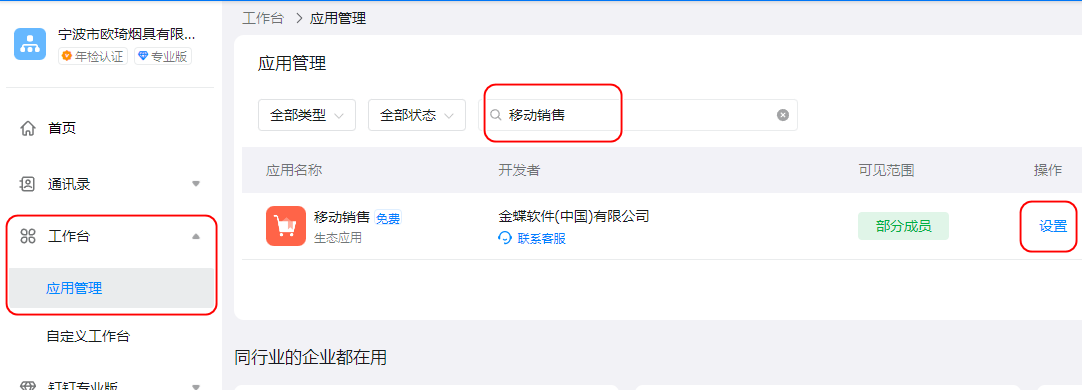 宁波市欧琦烟具有限...
年检认证 专业版
首页
通讯录
工作台
应用管理
自定义工作台
钉钉专业版
工作台 > 应用管理
应用管理
全部类型 全部状态 移动销售
应用名称 开发者 可见范围 操作
移动销售 免费 金蝶软件(中国)有限公司 部分成员 设置
生态应用 联系客服
同行业的企业都在用